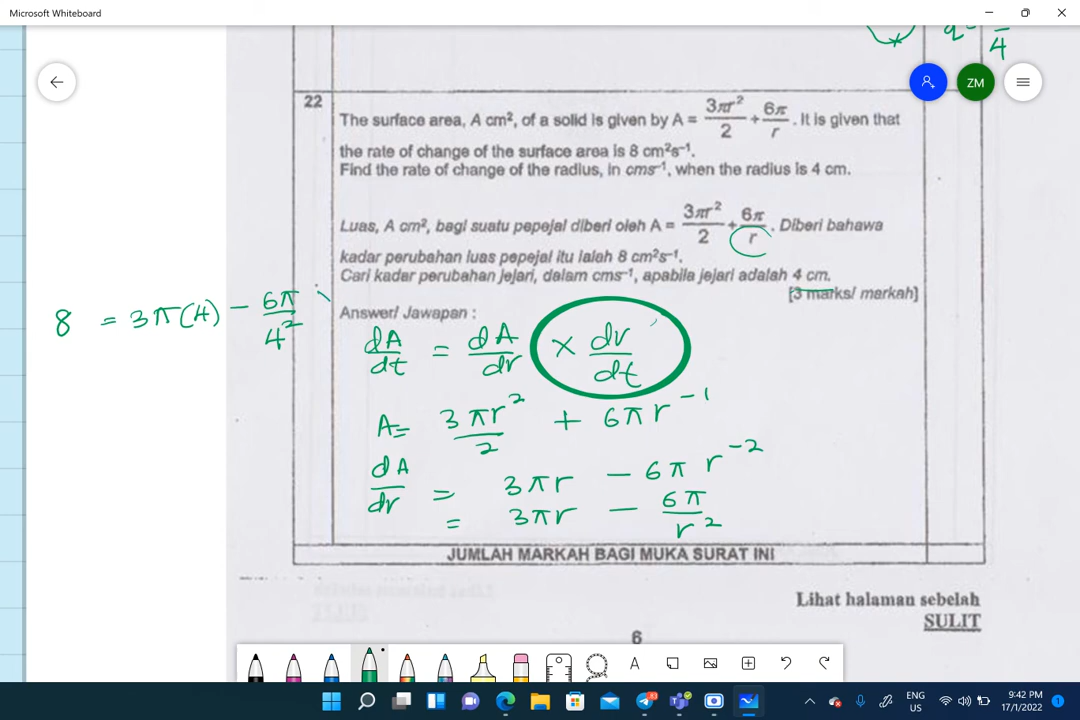 Microsoft Whiteboard
4
ZM
22
The surface area, A cm², of a solid is given by A = 3πr²/2 + 6π/r. It is given that
the rate of change of the surface area is 8 cm²s⁻¹.
Find the rate of change of the radius, in cms⁻¹, when the radius is 4 cm.
Luas, A cm², bagi suatu pepejal diberi oleh A = 3πr²/2 + 6π/r. Diberi bahawa
kadar perubahan luas pepejal itu ialah 8 cm²s⁻¹.
Cari kadar perubahan jejari, dalam cms⁻¹, apabila jejari adalah 4 cm.
[3 marks/ markah]
Answer/ Jawapan :
8 = 3π(4) − 6π/4²
dA/dt = dA/dr × dr/dt
A = 3πr²/2 + 6πr⁻¹
dA/dr = 3πr − 6πr⁻²
= 3πr − 6π/r²
JUMLAH MARKAH BAGI MUKA SURAT INI
Lihat halaman sebelah
SULIT
6
A
83
ENG
US
9:42 PM
17/1/2022
1